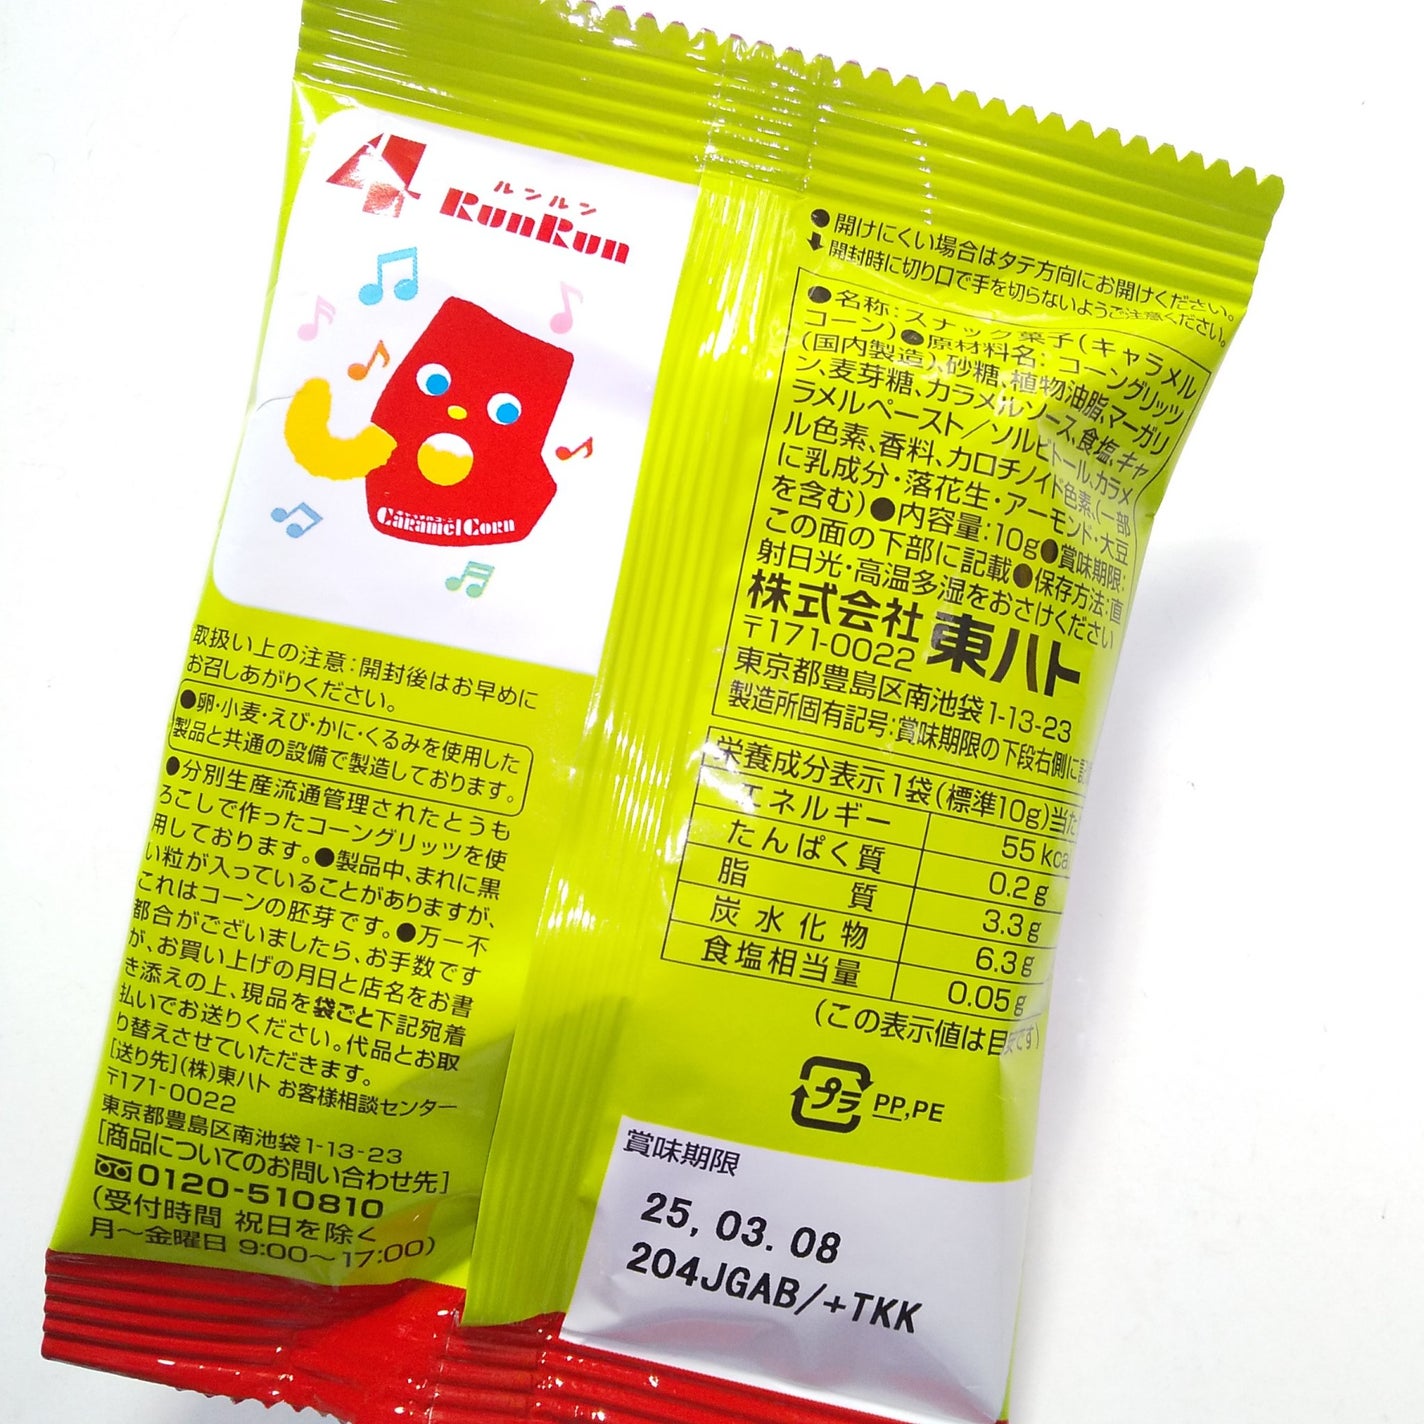 4
ルンルン
RunRun
キャラメルコーン
Caramel Corn
取扱い上の注意：開封後はお早めに
お召しあがりください。
●卵・小麦・えび・かに・くるみを使用した
製品と共通の設備で製造しております。
●分別生産流通管理されたとうも
ろこしで作ったコーングリッツを使
用しております。●製品中、まれに黒
い粒が入っていることがありますが、
これはコーンの胚芽です。●万一不
都合がございましたら、お手数です
が、お買い上げの月日と店名をお書
き添えの上、現品を袋ごと下記宛着
払いでお送りください。代品とお取
り替えさせていただきます。
[送り先](株)東ハト お客様相談センター
〒171-0022
東京都豊島区南池袋1-13-23
[商品についてのお問い合わせ先]
0120-510810
(受付時間 祝日を除く
月〜金曜日 9:00〜17:00)
●開けにくい場合はタテ方向にお開けください。
開封時に切り口で手を切らないようご注意ください。
●名称：スナック菓子(キャラメル
コーン)●原材料名：コーングリッツ
(国内製造)、砂糖、植物油脂、マーガリ
ン、麦芽糖、カラメルソース、食塩、キャ
ラメルペースト／ソルビトール、カラメ
ル色素、香料、カロチノイド色素、(一部
に乳成分・落花生・アーモンド・大豆
を含む)●内容量：10g●賞味期限：
この面の下部に記載●保存方法：直
射日光・高温多湿をおさけください
株式会社 東ハト
〒171-0022
東京都豊島区南池袋1-13-23
製造所固有記号：賞味期限の下段右側に記
栄養成分表示 1袋(標準10g)当た
エネルギー 55 kcal
たんぱく質 0.2 g
脂質 3.3 g
炭水化物 6.3 g
食塩相当量 0.05 g
(この表示値は目安です)
プラ PP,PE
賞味期限
25, 03. 08
204JGAB/+TKK